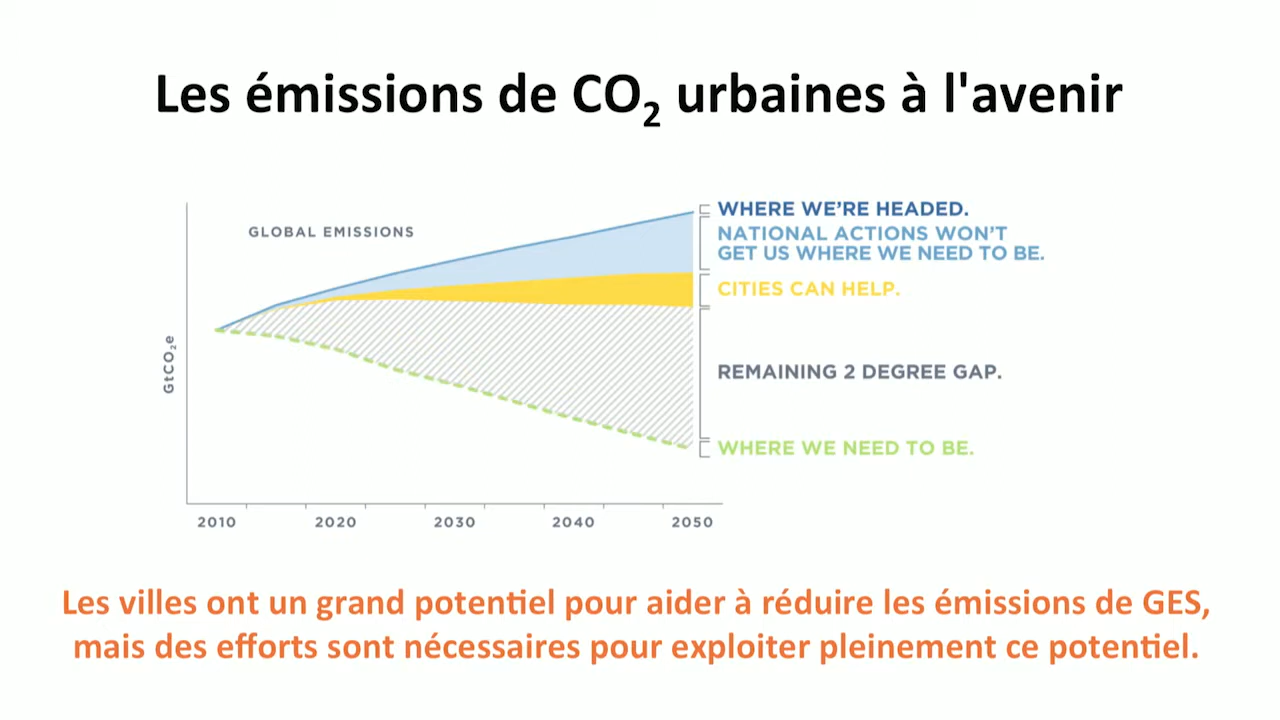 Les émissions de CO₂ urbaines à l'avenir
GLOBAL EMISSIONS
GtCO₂e
WHERE WE'RE HEADED.
NATIONAL ACTIONS WON'T
GET US WHERE WE NEED TO BE.
CITIES CAN HELP.
REMAINING 2 DEGREE GAP.
WHERE WE NEED TO BE.
2010 2020 2030 2040 2050
Les villes ont un grand potentiel pour aider à réduire les émissions de GES,
mais des efforts sont nécessaires pour exploiter pleinement ce potentiel.